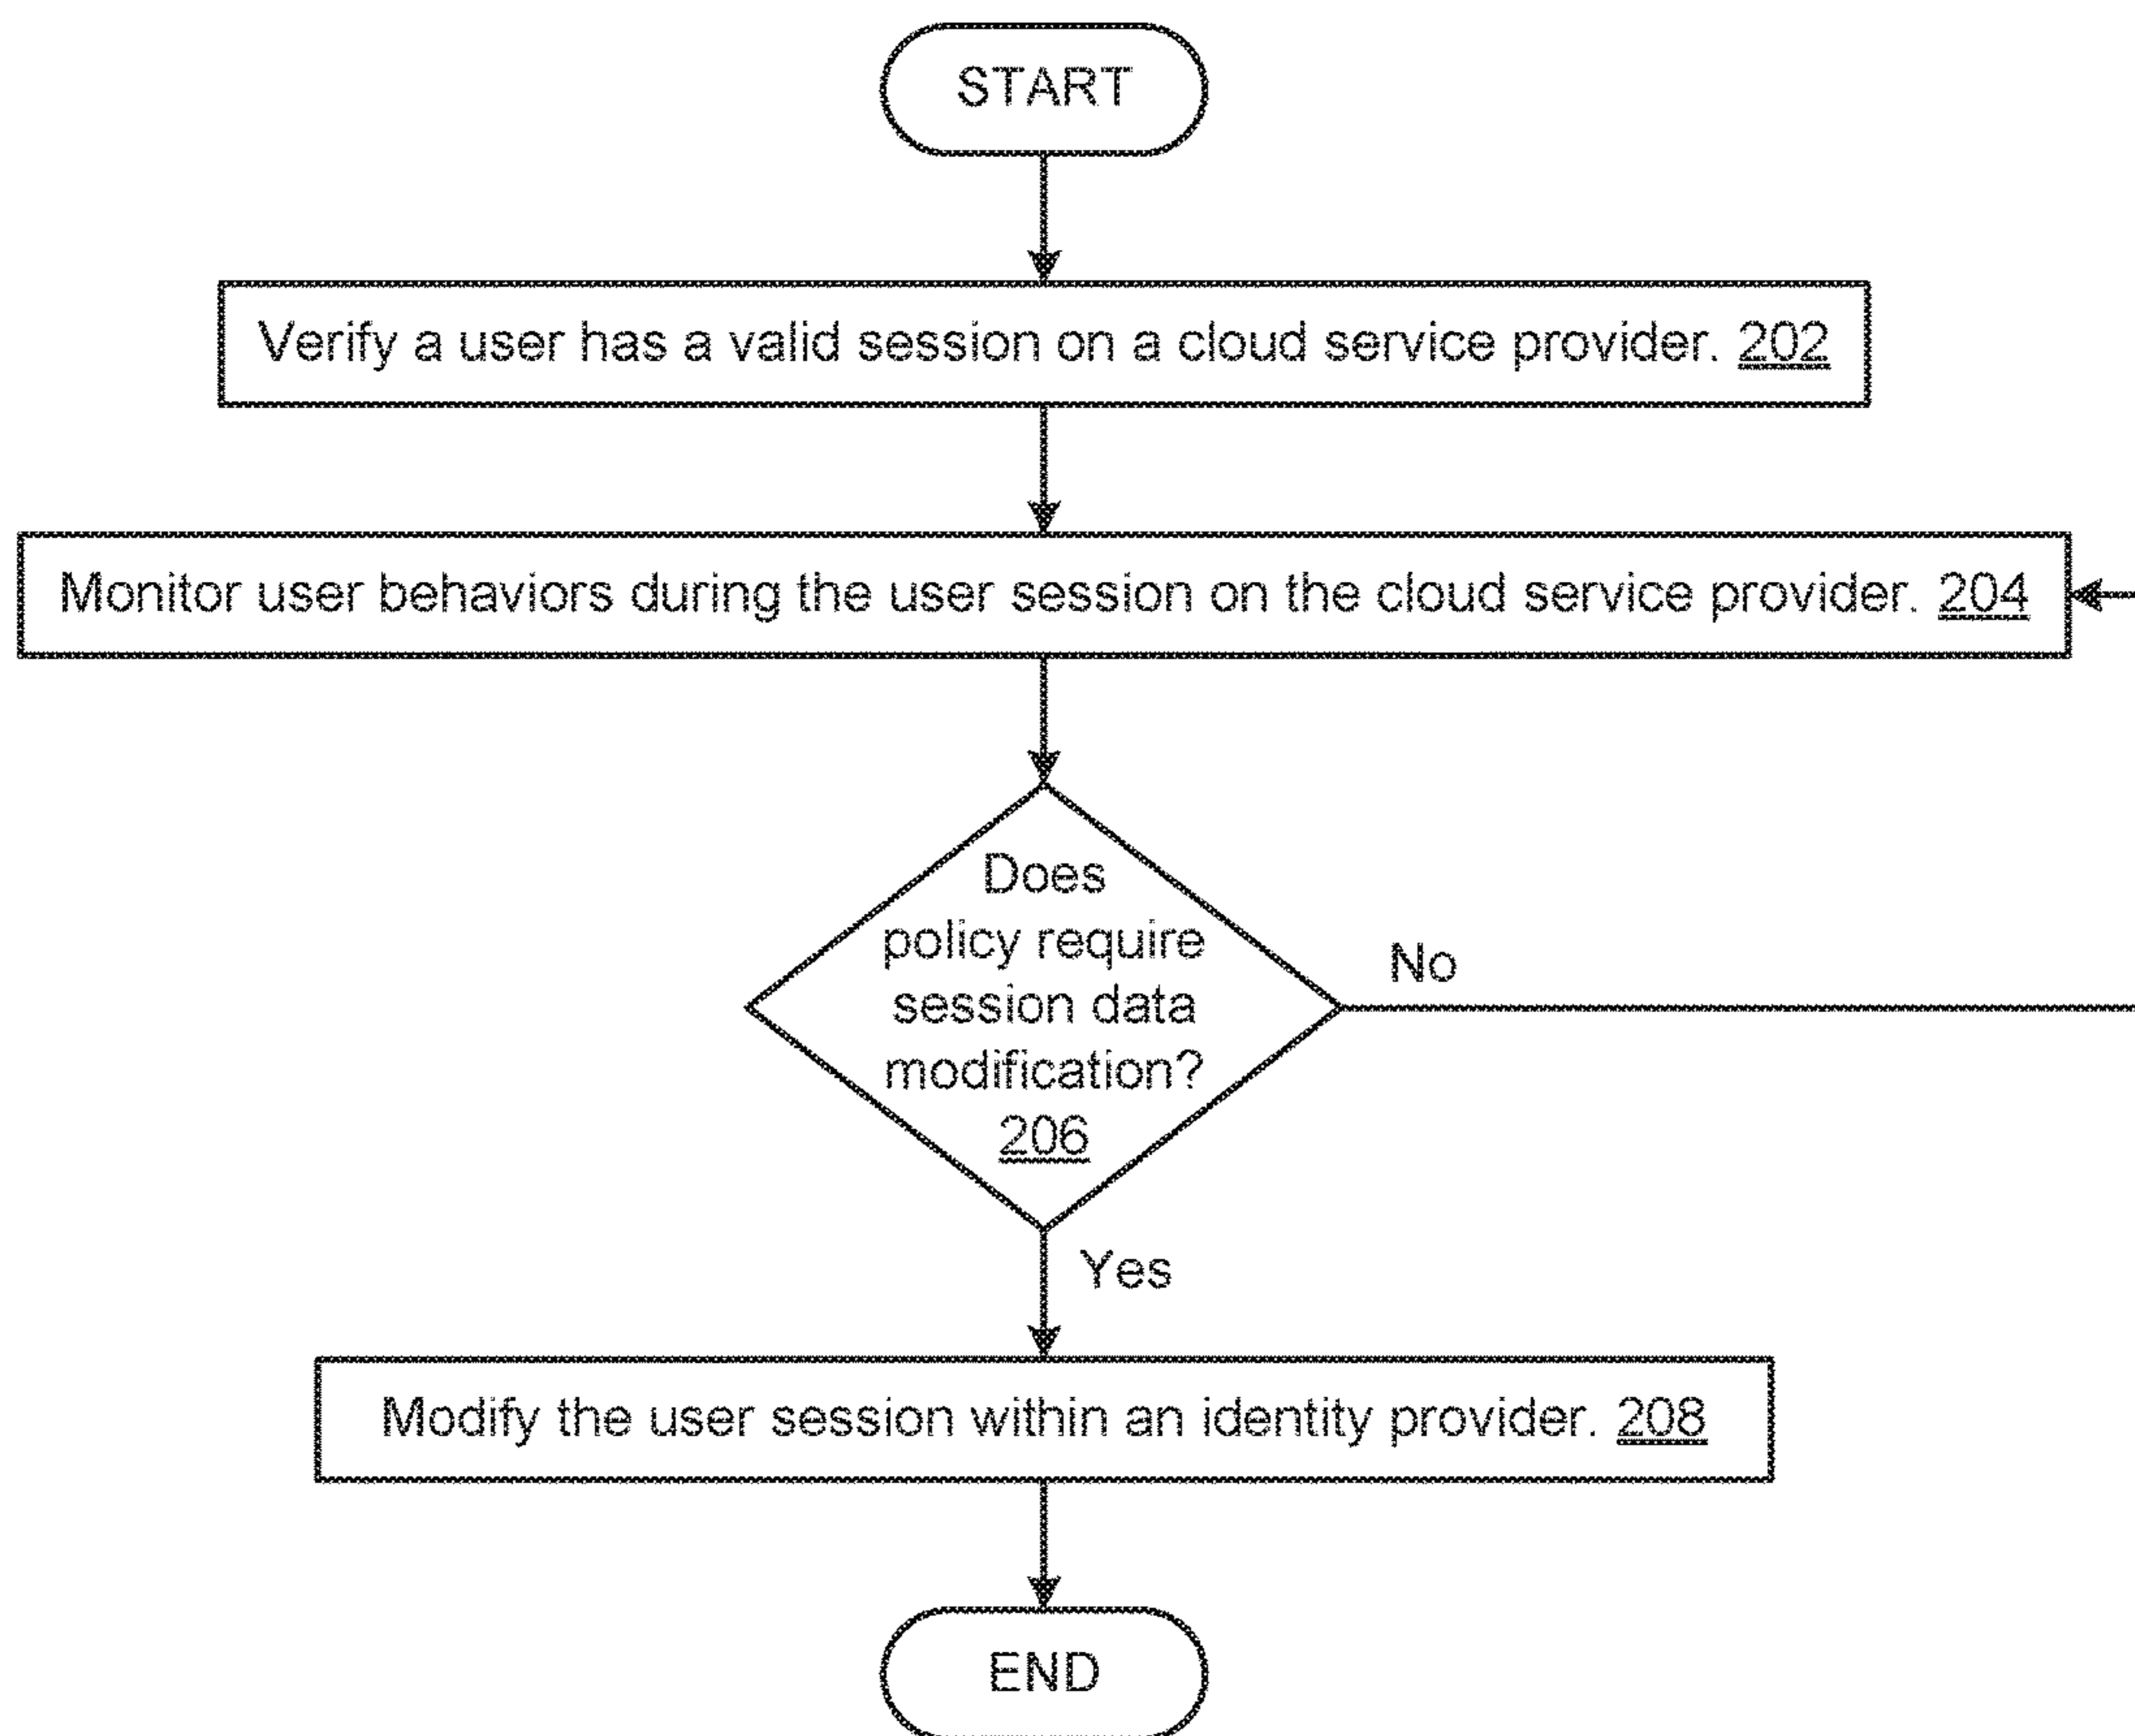 START
Verify a user has a valid session on a cloud service provider. 202
Monitor user behaviors during the user session on the cloud service provider. 204
Does
policy require
session data
modification?
206
No
Yes
Modify the user session within an identity provider. 208
END